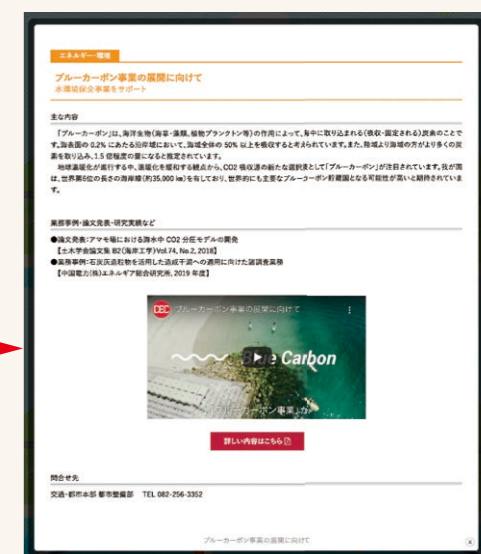 エネルギー・環境
ブルーカーボン事業の展開に向けて
水環境保全事業をサポート
主な内容
「ブルーカーボン」は、海洋生物(海草・藻類、植物プランクトン等)の作用によって、海中に取り込まれる(吸収・固定される)炭素のことで
す。海表面の 0.2% にあたる沿岸域において、海域全体の 50% 以上を吸収すると考えられています。また、陸域より海域の方がより多くの炭
素を取り込み、1.5 倍程度の量になると推定されています。
地球温暖化が進行する中、温暖化を緩和する観点から、CO2 吸収源の新たな選択肢として「ブルーカーボン」が注目されています。我が国
は、世界第6位の長さの海岸線(約35,000 ㎞)を有しており、世界的にも主要なブルーカーボン貯蔵国となる可能性が高いと期待されていま
す。
業務事例・論文発表・研究実績など
●論文発表:アマモ場における海水中 CO2 分圧モデルの開発
【土木学会論文集 B2(海岸工学)Vol.74, No.2, 2018】
●業務事例:石炭灰造粒物を活用した造成干潟への適用に向けた諸調査業務
【中国電力(株)エネルギア総合研究所, 2019 年度】
ブルーカーボン事業の展開に向けて
Blue Carbon
ブルーカーボン事業」が
詳しい内容はこちら
問合せ先
交通・都市本部 都市整備部 TEL 082-256-3352
ブルーカーボン事業の展開に向けて